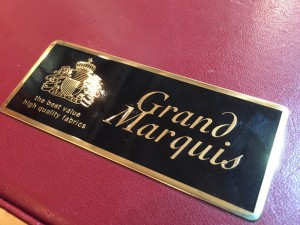 the best value
high quality fabrics
Grand
Marquis